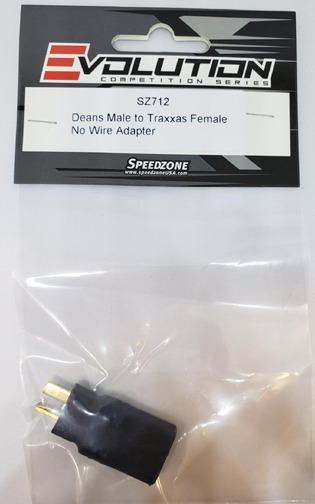 EVOLUTION
COMPETITION SERIES
SZ712
Deans Male to Traxxas Female
No Wire Adapter
SPEEDZONE
www.speedzoneUSA.com